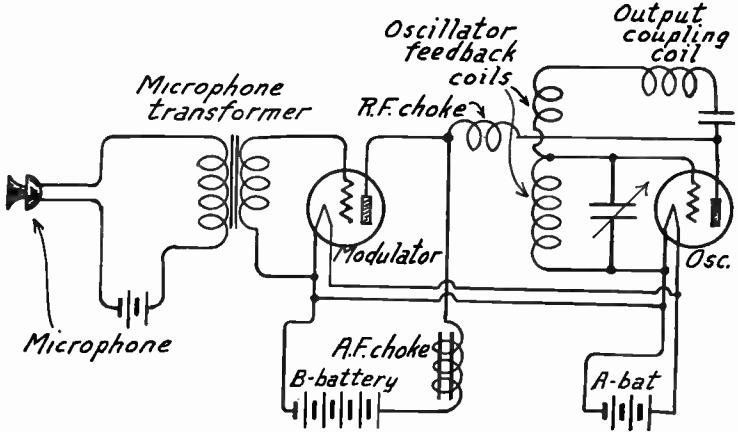 Oscillator
feedback
coils
Output
coupling
coil
Microphone
transformer
R.F. choke
Modulator
Osc.
Microphone
A.F. choke
B-battery
A-bat